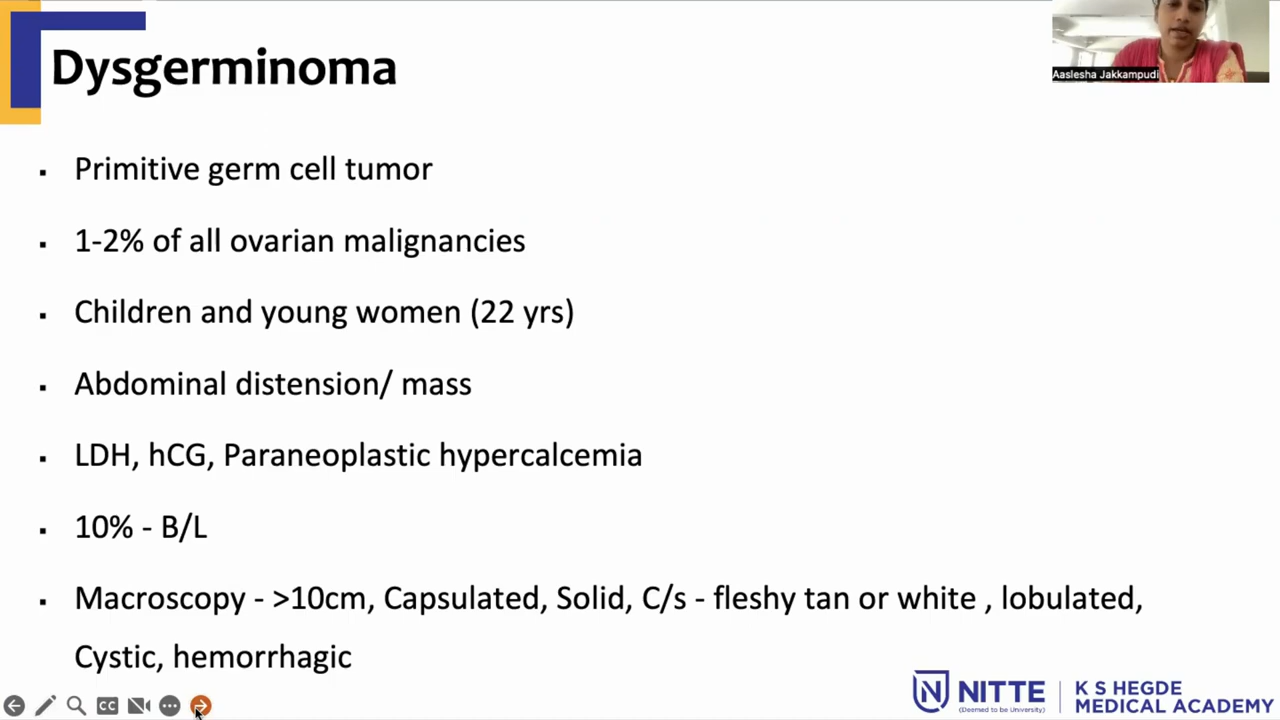 Dysgerminoma
Aaslesha Jakkampudi
▪ Primitive germ cell tumor
▪ 1-2% of all ovarian malignancies
▪ Children and young women (22 yrs)
▪ Abdominal distension/ mass
▪ LDH, hCG, Paraneoplastic hypercalcemia
▪ 10% - B/L
▪ Macroscopy - >10cm, Capsulated, Solid, C/s - fleshy tan or white , lobulated,
Cystic, hemorrhagic
CC
NITTE
(Deemed to be University)
K S HEGDE
MEDICAL ACADEMY